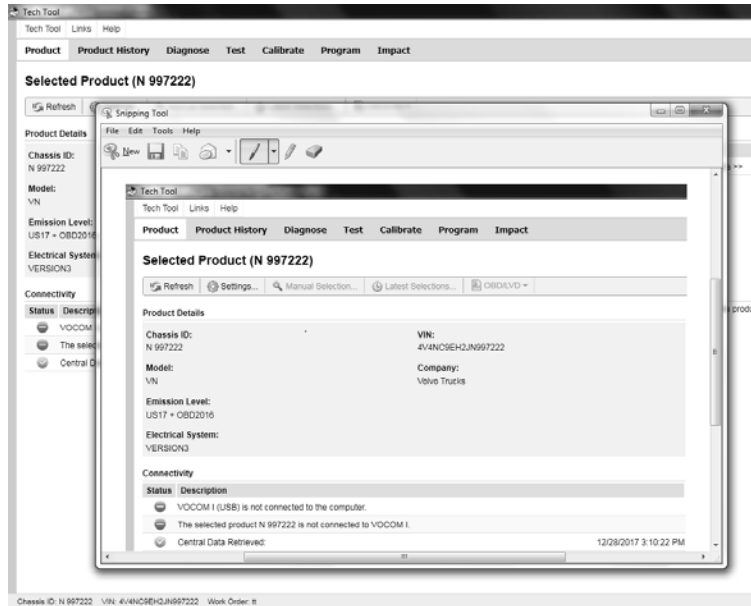 Tech Tool
Tech Tool Links Help
Product Product History Diagnose Test Calibrate Program Impact
Selected Product (N 997222)
Refresh
Product Details
Chassis ID:
N 997222
Model:
VN
Emission Level:
US17 + OBD2016
Electrical System
VERSION3
Connectivity
Status Descrip
VOCOM I
The selec
Central D
Snipping Tool
File Edit Tools Help
New
Tech Tool
Tech Tool Links Help
Product Product History Diagnose Test Calibrate Program Impact
Selected Product (N 997222)
Refresh Settings... Manual Selection... Latest Selections... OBD/LVD
Product Details
Chassis ID: VIN:
N 997222 4V4NC9EH2JN997222
Model: Company:
VN Volvo Trucks
Emission Level:
US17 + OBD2016
Electrical System:
VERSION3
Connectivity
Status Description
VOCOM I (USB) is not connected to the computer.
The selected product N 997222 is not connected to VOCOM I.
Central Data Retrieved: 12/28/2017 3:10:22 PM
Chassis ID: N 997222 VIN: 4V4NC9EH2JN997222 Work Order: tt